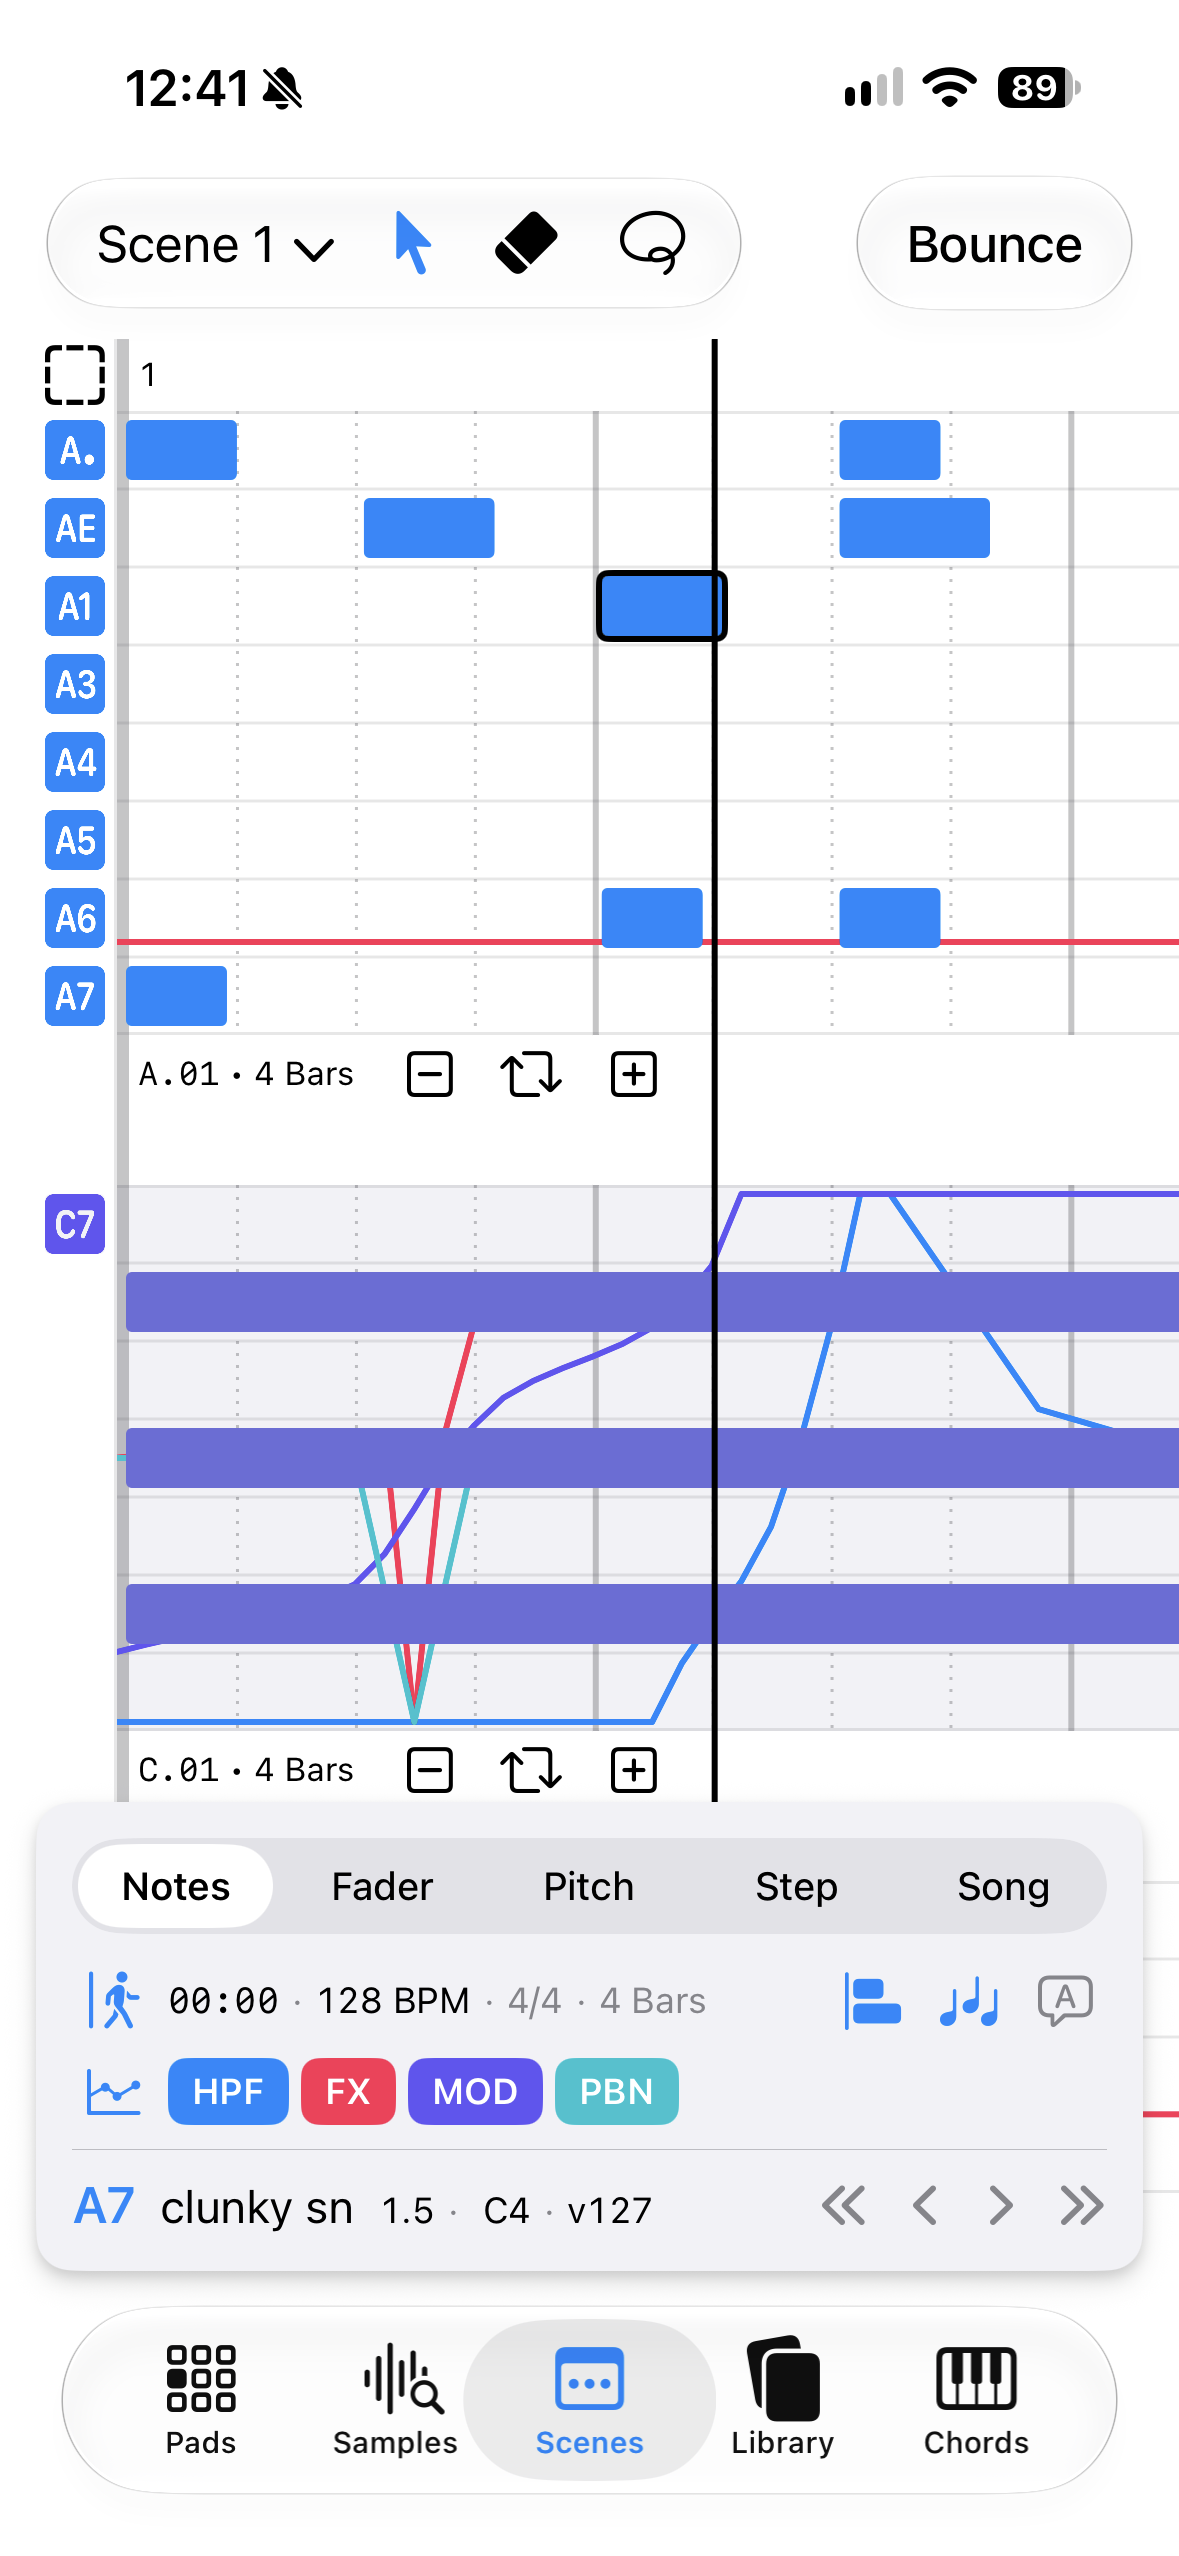 12:41
89
Scene 1
Bounce
1
A.
AE
A1
A3
A4
A5
A6
A7
A.01 • 4 Bars
C7
C.01 • 4 Bars
Notes Fader Pitch Step Song
00:00 · 128 BPM · 4/4 · 4 Bars
A
HPF FX MOD PBN
A7 clunky sn 1.5 · C4 · v127
Pads Samples Scenes Library Chords